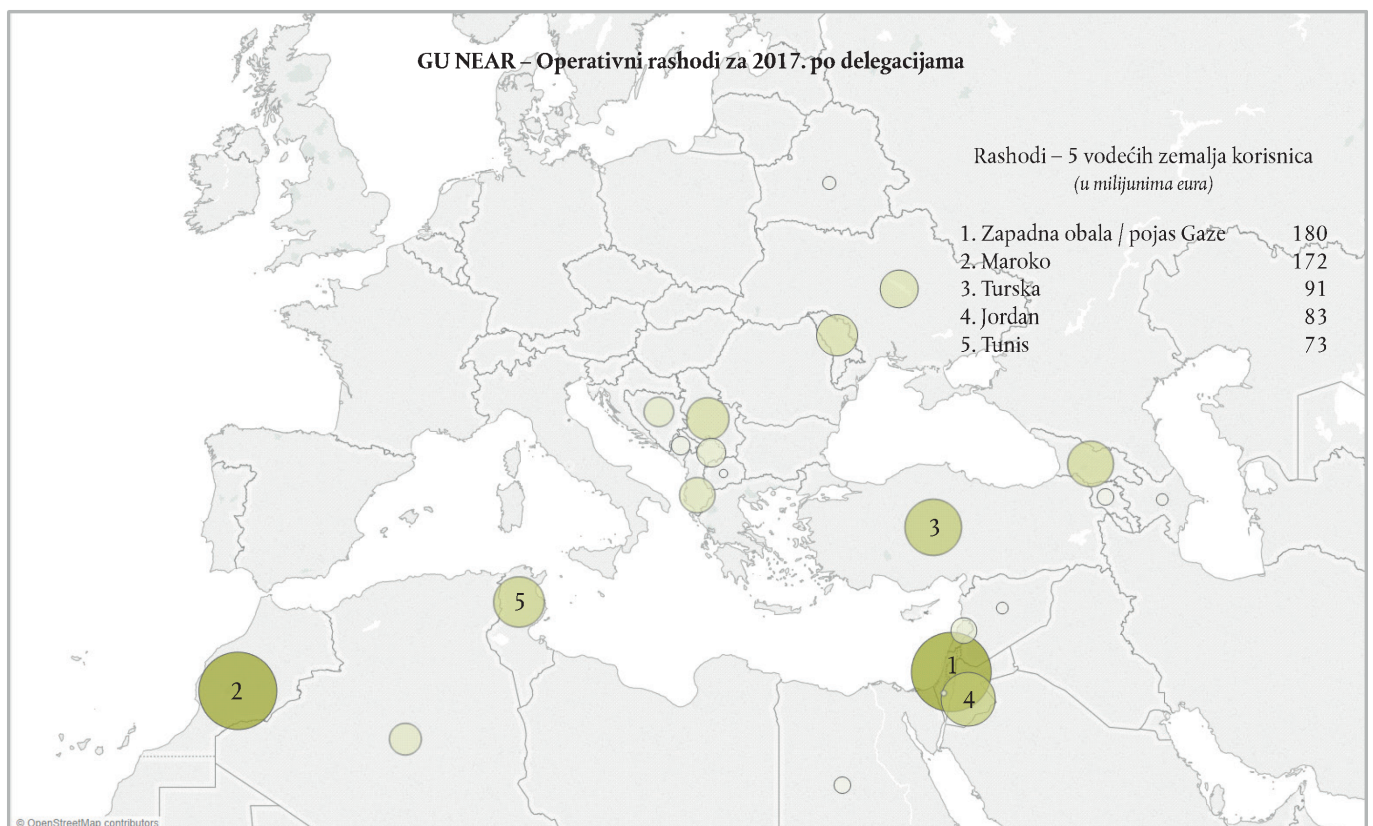 GU NEAR – Operativni rashodi za 2017. po delegacijama
Rashodi – 5 vodećih zemalja korisnica
(u milijunima eura)
1. Zapadna obala / pojas Gaze 180
2. Maroko 172
3. Turska 91
4. Jordan 83
5. Tunis 73
3
5
1
2
4
© OpenStreetMap contributors